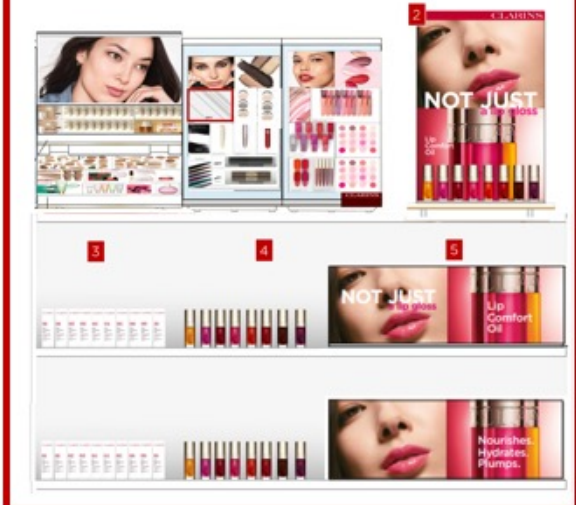 2
CLARINS
NOT JUST
a lip gloss
Lip
Comfort
Oil
CLARINS
3
4
5
NOT JUST
a lip gloss
Lip
Comfort
Oil
Nourishes.
Hydrates.
Plumps.